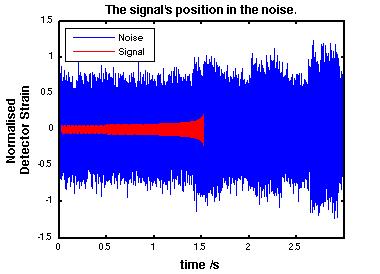 The signal's position in the noise.
Noise
Signal
Normalised
Detector Strain
1.5
1
0.5
0
-0.5
-1
-1.5
0
0.5
1
1.5
2
2.5
time /s